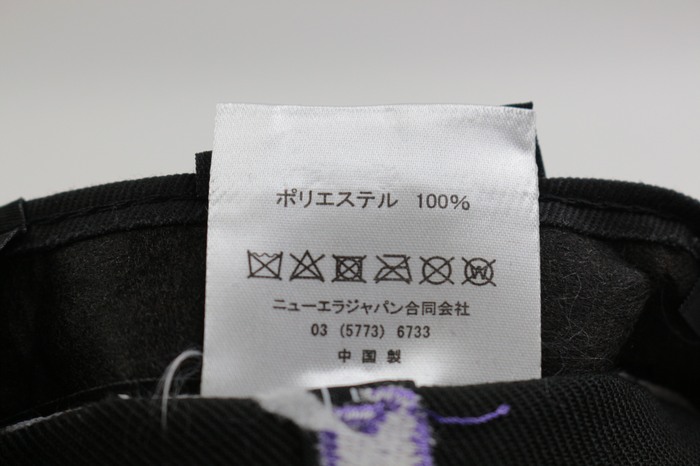 ポリエステル 100%
W
ニューエラジャパン合同会社
03 (5773) 6733
中国製